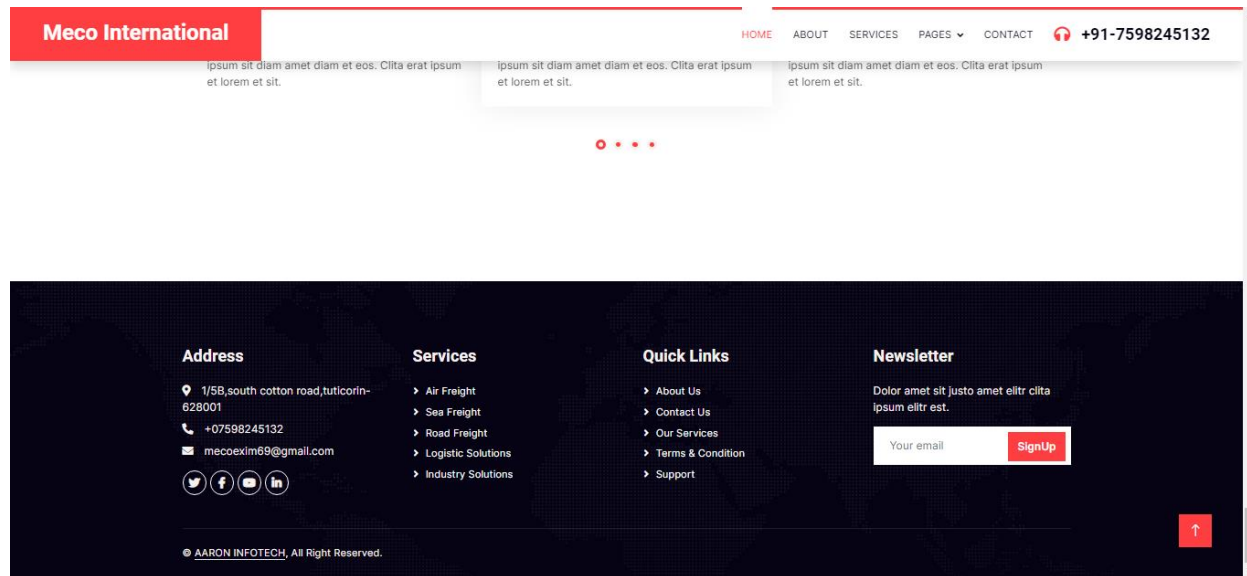 Meco International
HOME ABOUT SERVICES PAGES CONTACT +91-7598245132
ipsum sit diam amet diam et eos. Clita erat ipsum
et lorem et sit.
ipsum sit diam amet diam et eos. Clita erat ipsum
et lorem et sit.
ipsum sit diam amet diam et eos. Clita erat ipsum
et lorem et sit.
Address
1/5B,south cotton road,tuticorin-
628001
+07598245132
mecoexim69@gmail.com
Services
Air Freight
Sea Freight
Road Freight
Logistic Solutions
Industry Solutions
Quick Links
About Us
Contact Us
Our Services
Terms & Condition
Support
Newsletter
Dolor amet sit justo amet elitr clita
ipsum elitr est.
Your email
SignUp
© AARON INFOTECH, All Right Reserved.